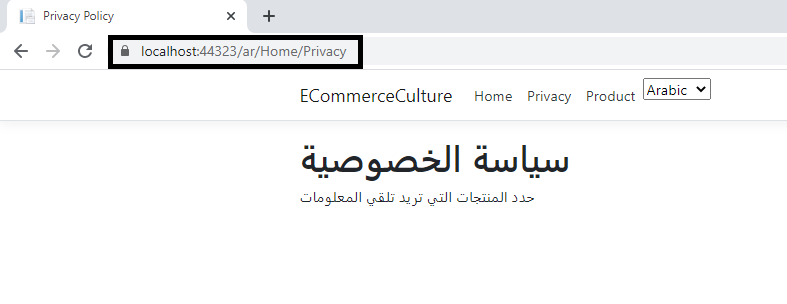 Privacy Policy
localhost:44323/ar/Home/Privacy
ECommerceCulture Home Privacy Product Arabic
سياسة الخصوصية
حدد المنتجات التي تريد تلقي المعلومات